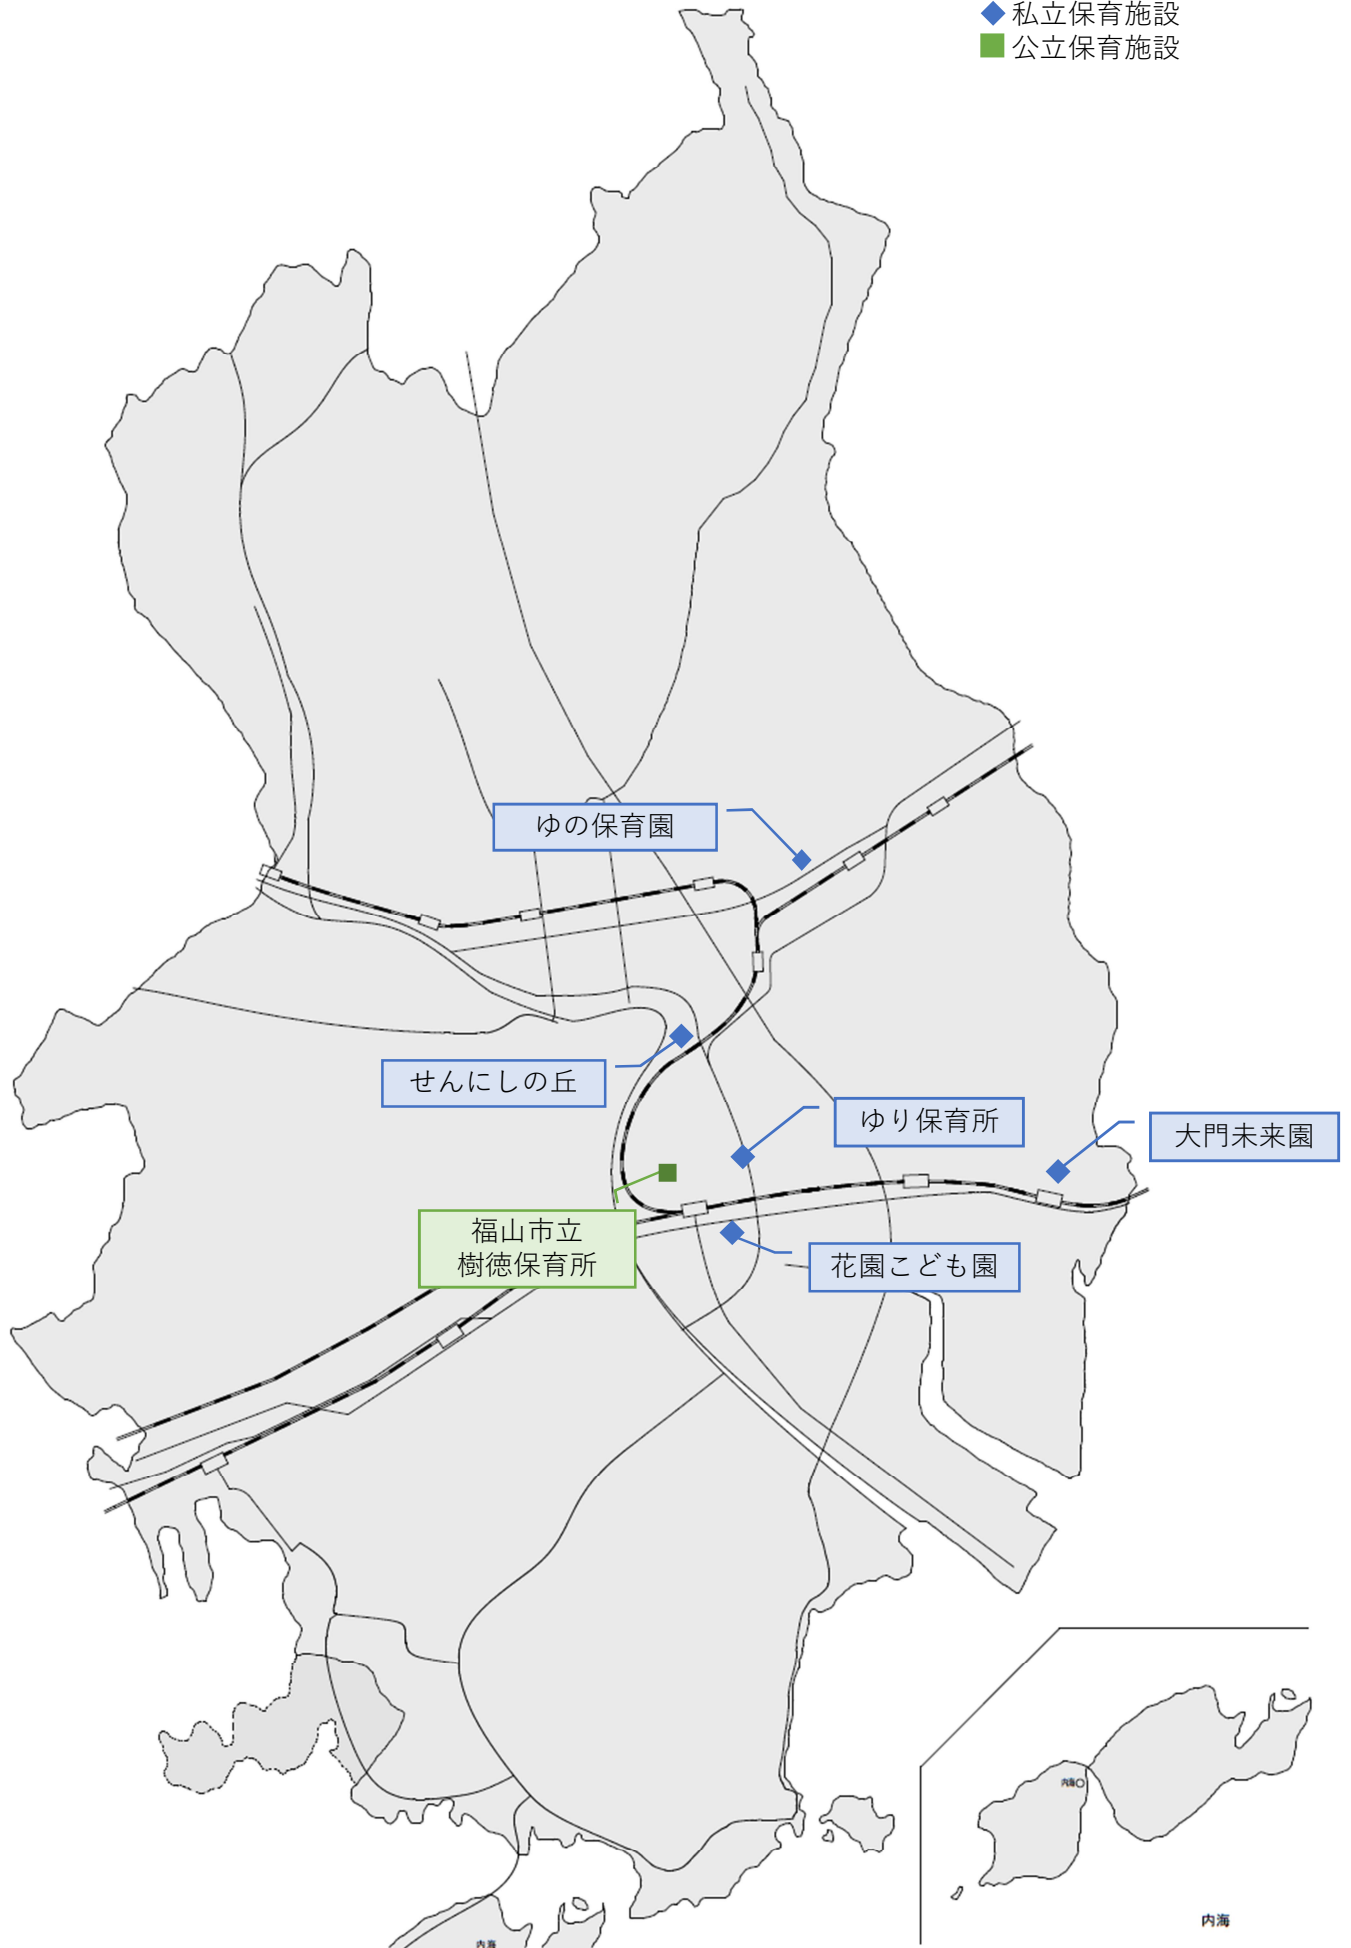 私立保育施設
公立保育施設
ゆの保育園
せんにしの丘
ゆり保育所
大門未来園
福山市立
樹徳保育所
花園こども園
内海
内海
内海